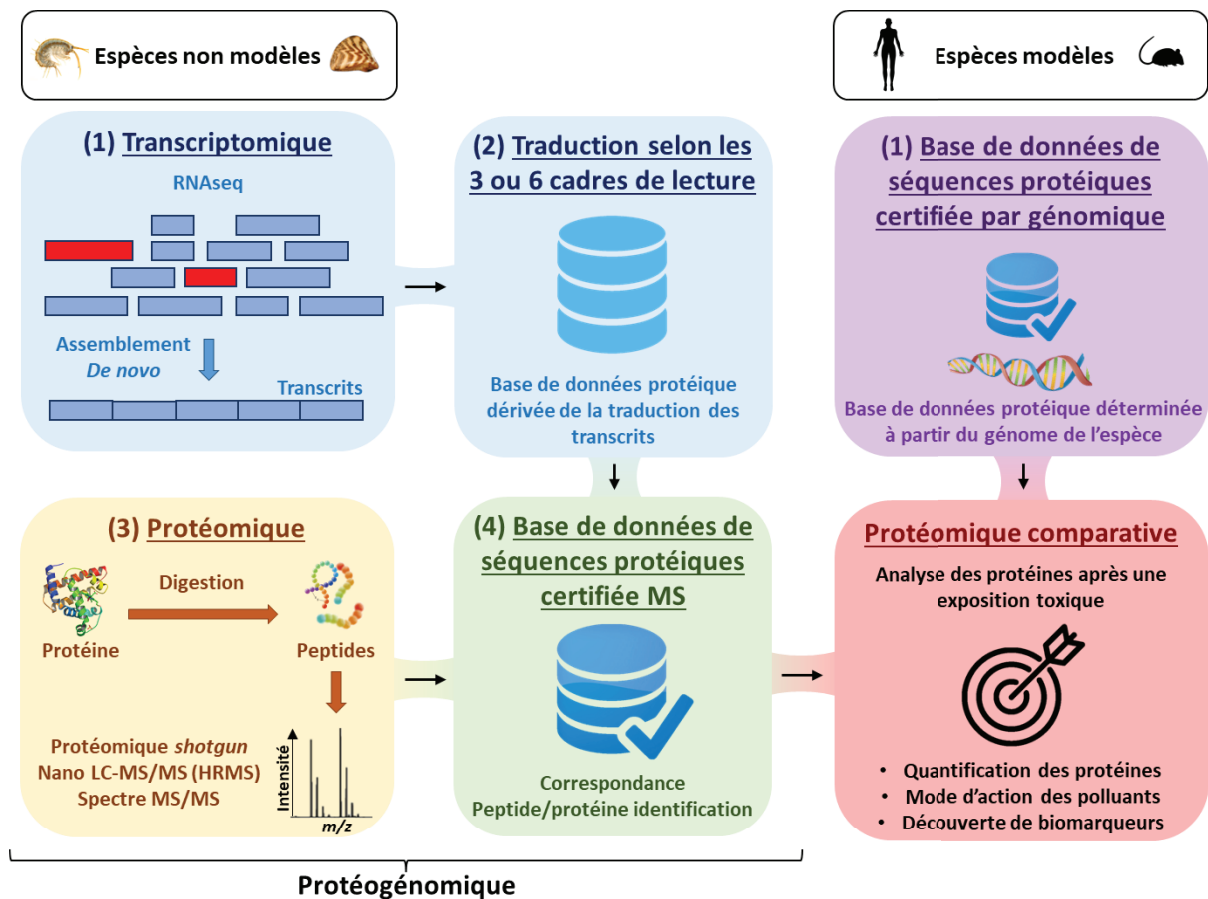 Espèces non modèles
Espèces modèles
(1) Transcriptomique
RNAseq
Assemblement
De novo
Transcrits
(2) Traduction selon les
3 ou 6 cadres de lecture
Base de données protéique
dérivée de la traduction des
transcrits
(1) Base de données de
séquences protéiques
certifiée par génomique
Base de données protéique déterminée
à partir du génome de l'espèce
(3) Protéomique
Digestion
Protéine
Peptides
Protéomique shotgun
Nano LC-MS/MS (HRMS)
Spectre MS/MS
Intensité
m/z
(4) Base de données de
séquences protéiques
certifiée MS
Correspondance
Peptide/protéine identification
Protéomique comparative
Analyse des protéines après une
exposition toxique
• Quantification des protéines
• Mode d'action des polluants
• Découverte de biomarqueurs
Protéogénomique